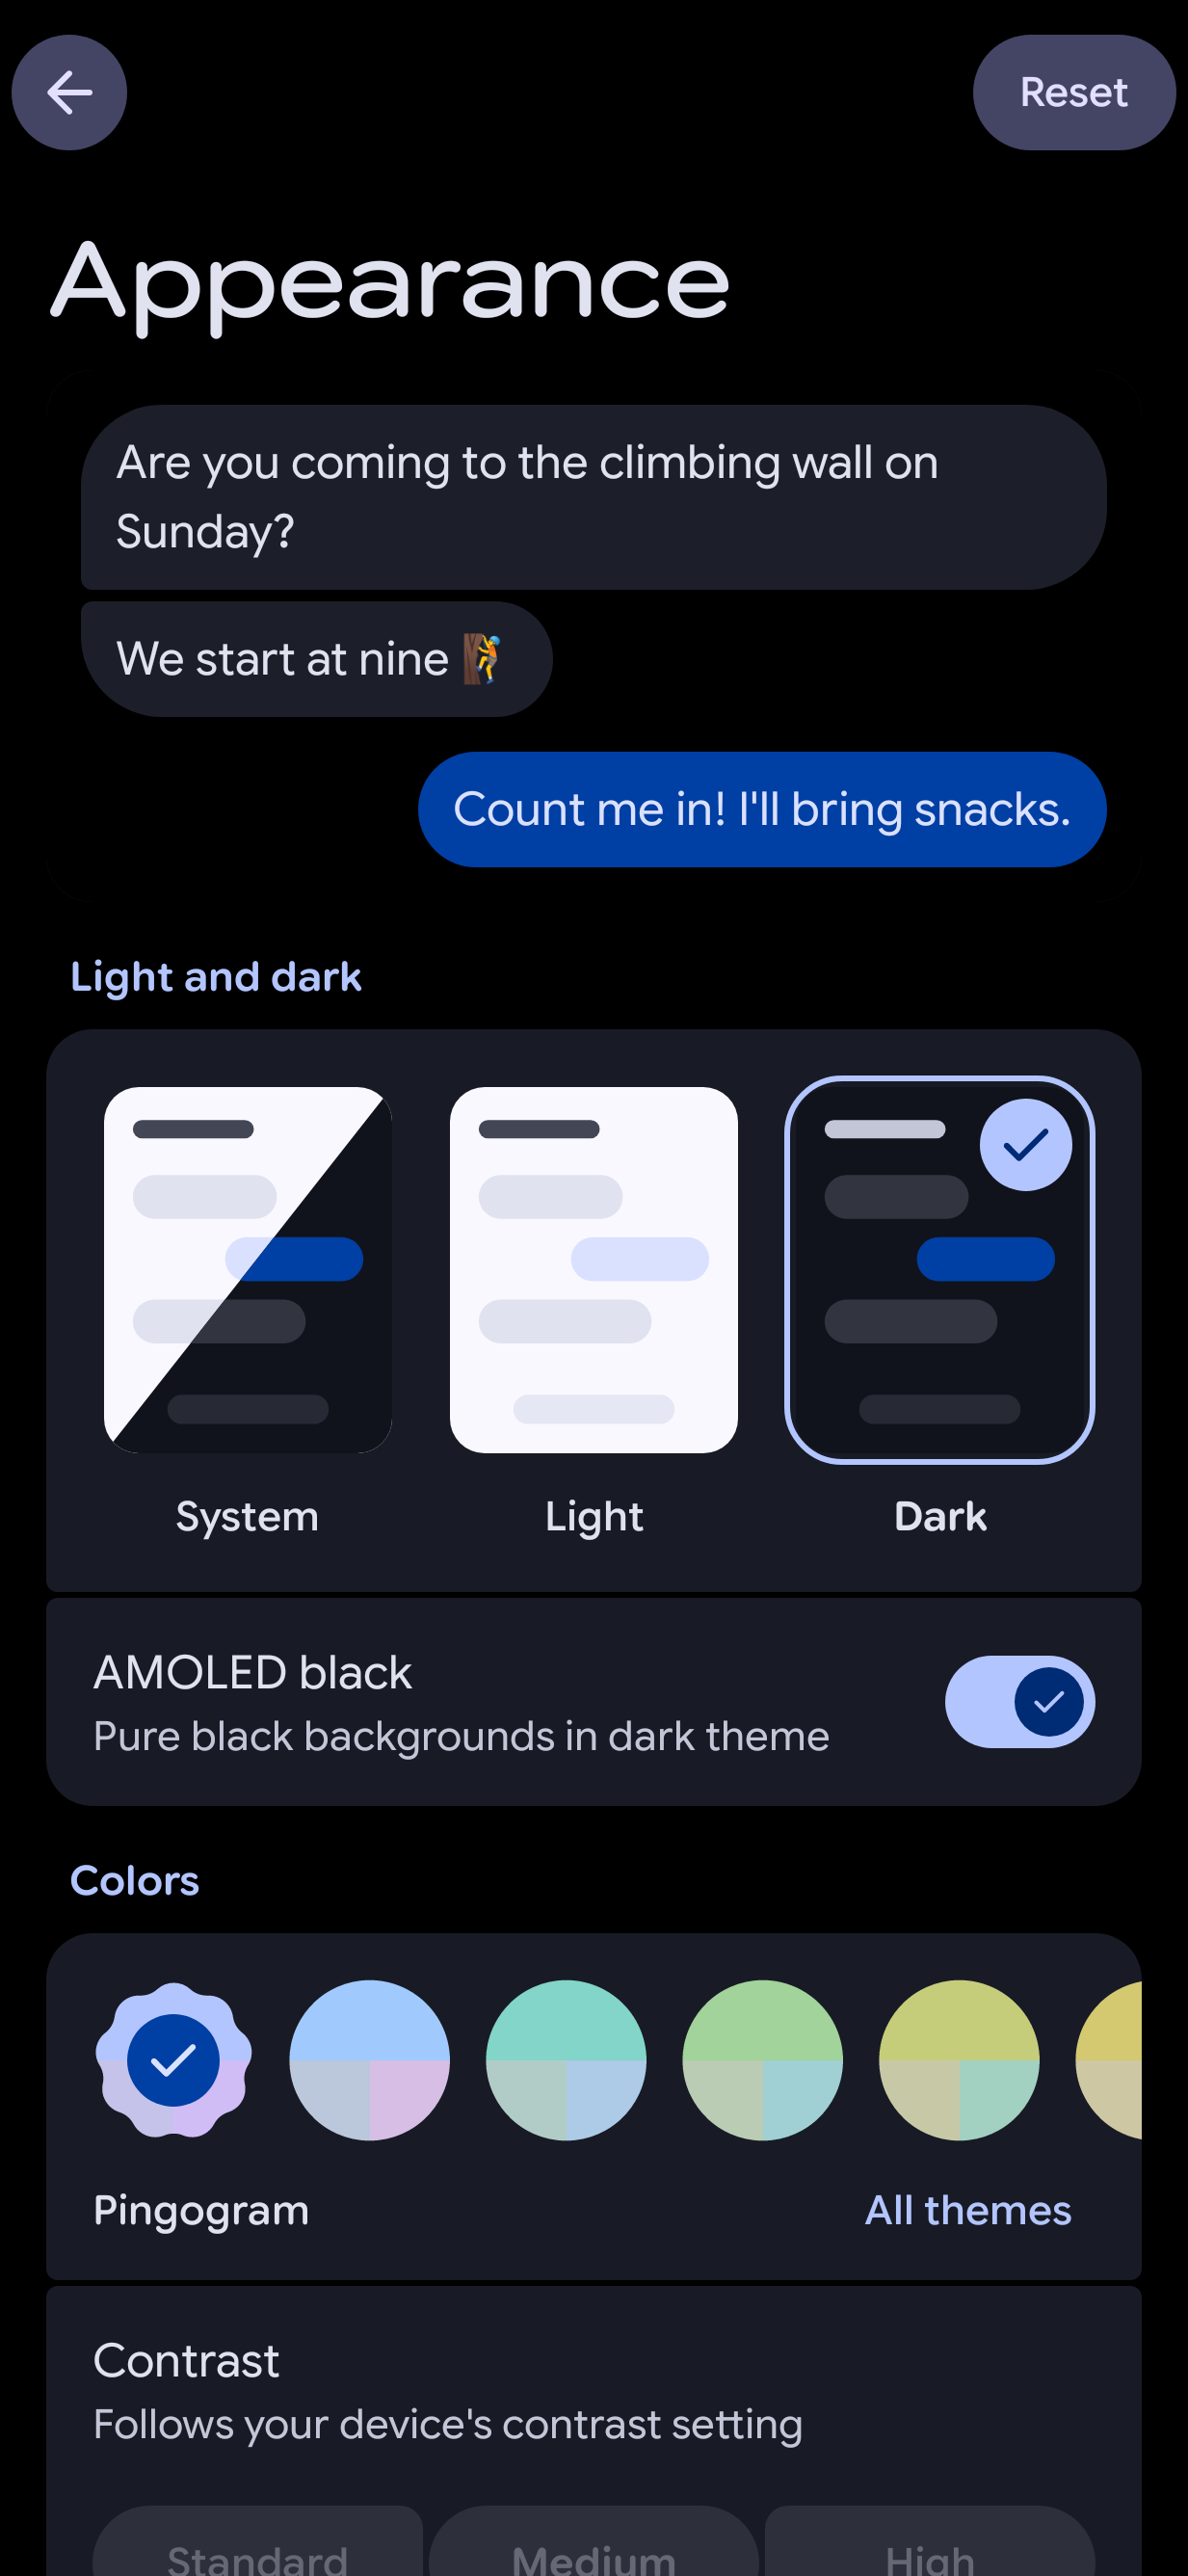 Reset
Appearance
Are you coming to the climbing wall on
Sunday?
We start at nine 🧗
Count me in! I'll bring snacks.
Light and dark
System
Light
Dark
AMOLED black
Pure black backgrounds in dark theme
Colors
Pingogram
All themes
Contrast
Follows your device's contrast setting
Standard
Medium
High